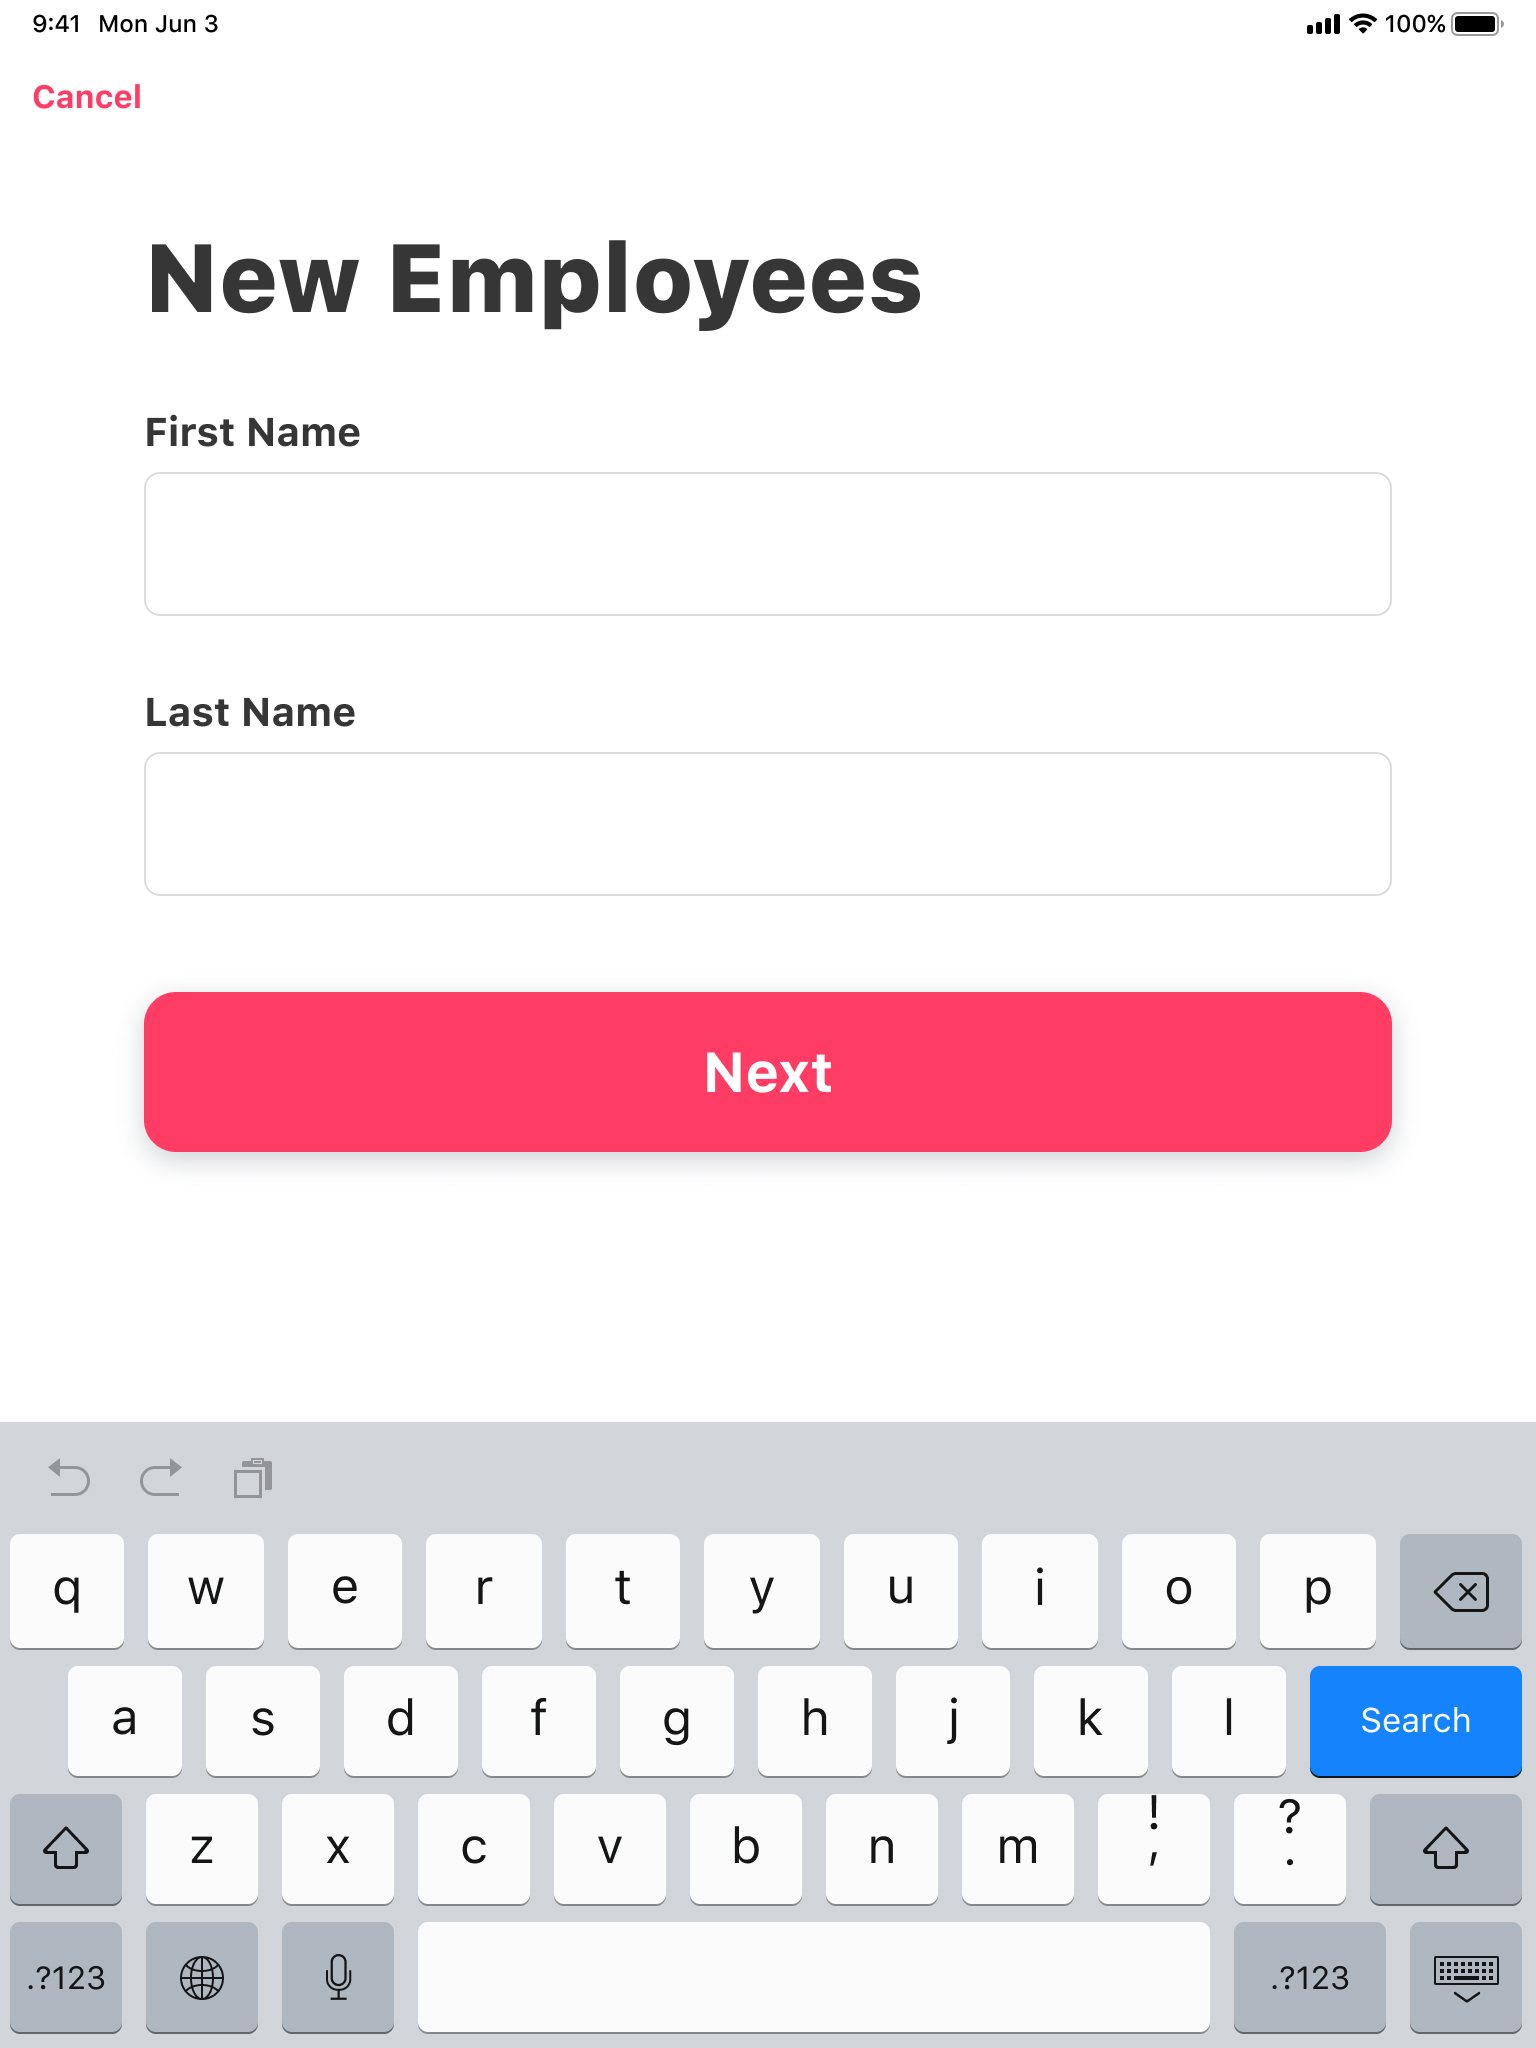 9:41 Mon Jun 3 100%
Cancel
New Employees
First Name
Last Name
Next
q w e r t y u i o p
a s d f g h j k l Search
z x c v b n m ! , ? .
.?123 .?123